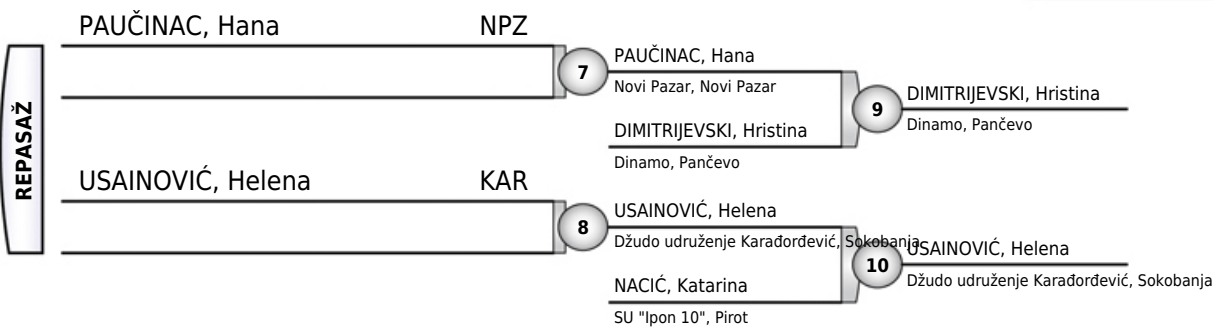 REPASAŽ
PAUČINAC, Hana NPZ
7
PAUČINAC, Hana
Novi Pazar, Novi Pazar
DIMITRIJEVSKI, Hristina
Dinamo, Pančevo
9
DIMITRIJEVSKI, Hristina
Dinamo, Pančevo
USAINOVIĆ, Helena KAR
8
USAINOVIĆ, Helena
Džudo udruženje Karađorđević, Sokobanja
NACIĆ, Katarina
SU "Ipon 10", Pirot
10
USAINOVIĆ, Helena
Džudo udruženje Karađorđević, Sokobanja